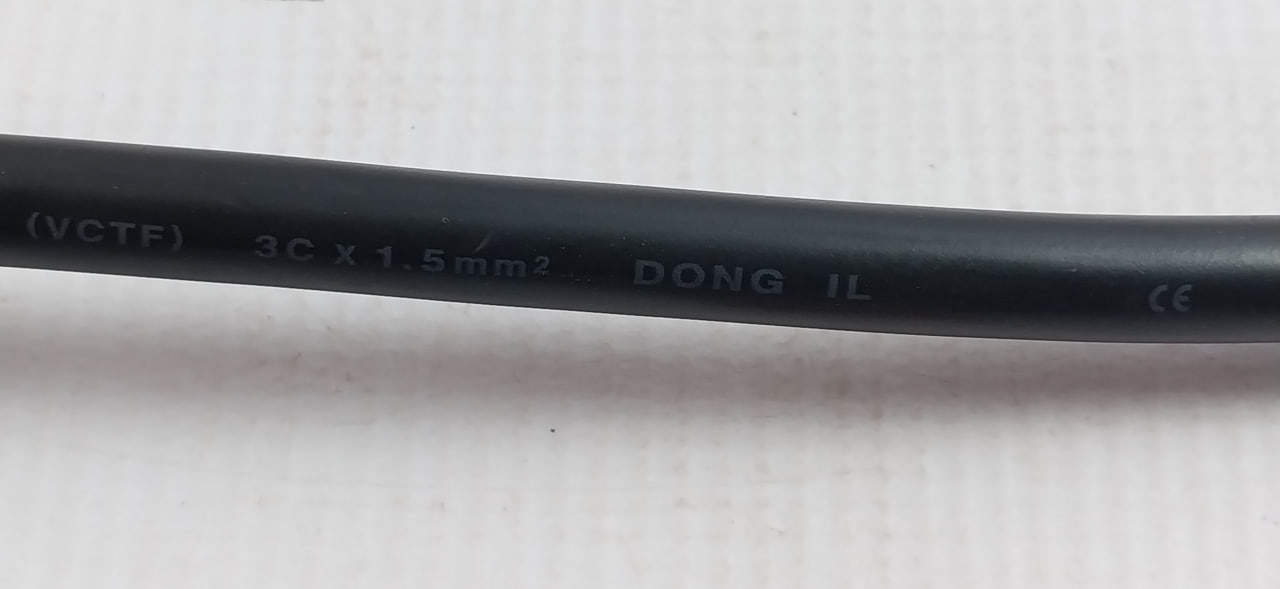 (VCTF) 3C X 1.5mm² DONG IL CE